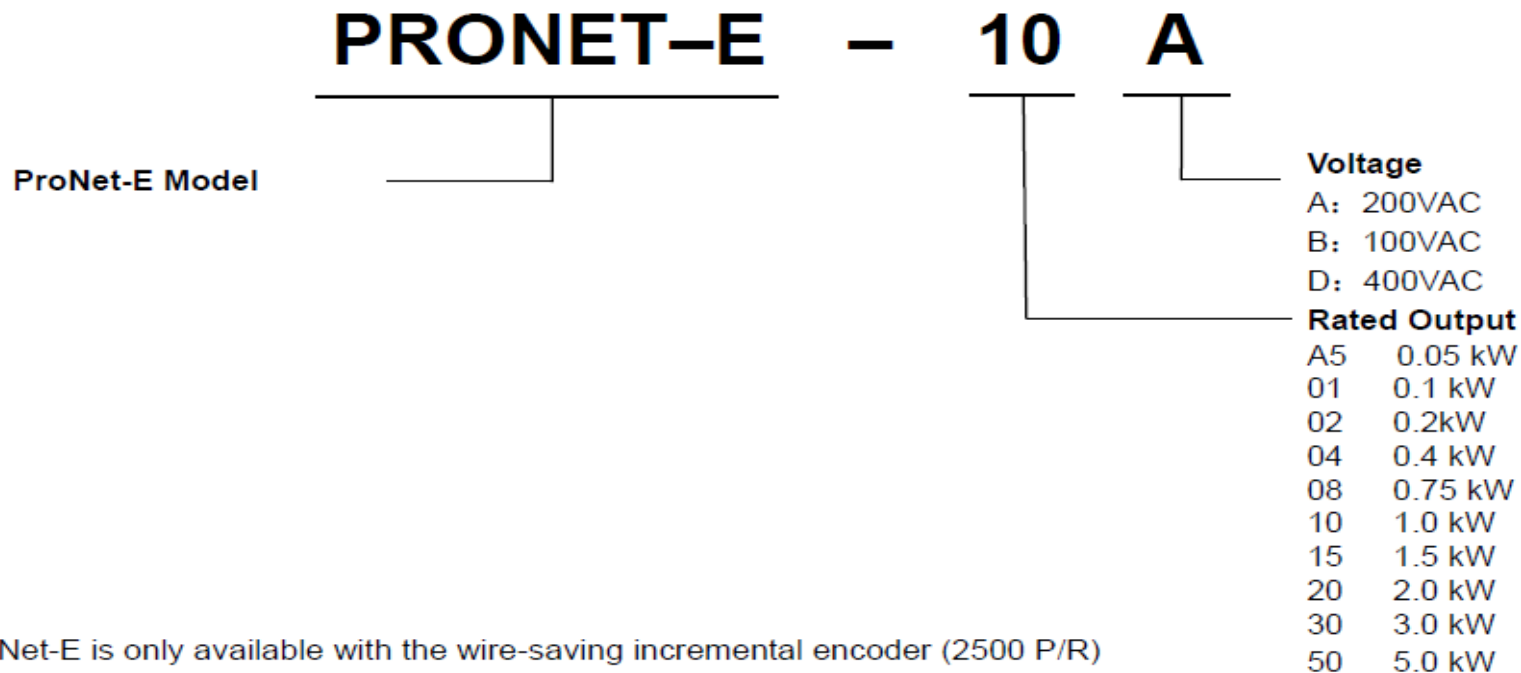 PRONET–E – 10 A
ProNet-E Model
Voltage
A: 200VAC
B: 100VAC
D: 400VAC
Rated Output
A5 0.05 kW
01 0.1 kW
02 0.2kW
04 0.4 kW
08 0.75 kW
10 1.0 kW
15 1.5 kW
20 2.0 kW
30 3.0 kW
50 5.0 kW
Net-E is only available with the wire-saving incremental encoder (2500 P/R)